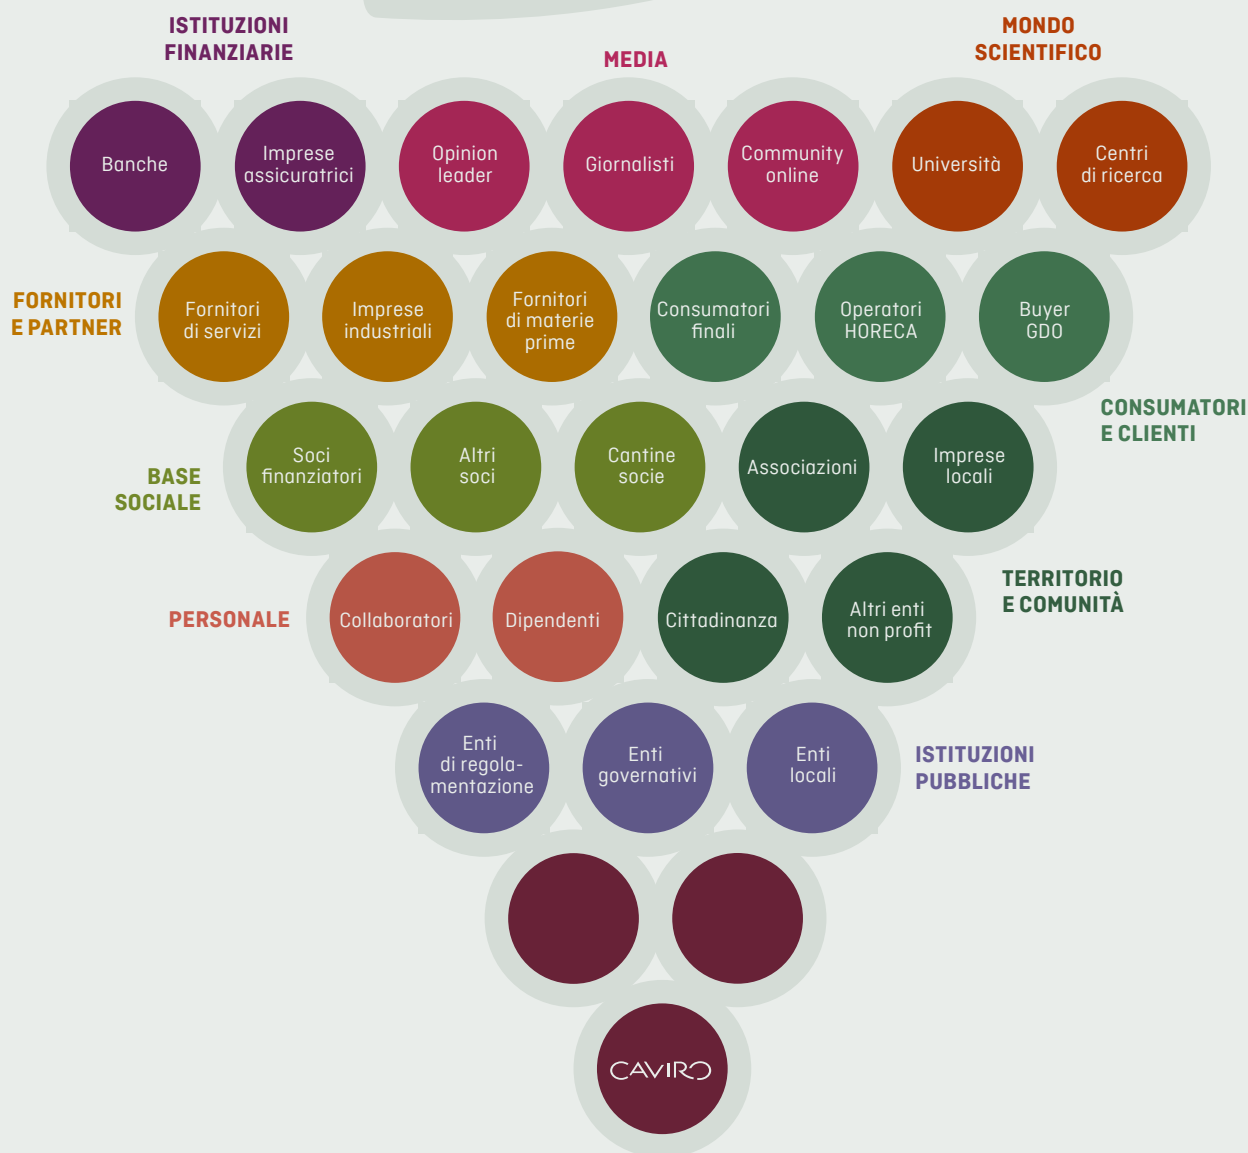 ISTITUZIONI
FINANZIARIE
MEDIA
MONDO
SCIENTIFICO
Banche
Imprese
assicuratrici
Opinion
leader
Giornalisti
Community
online
Università
Centri
di ricerca
FORNITORI
E PARTNER
Fornitori
di servizi
Imprese
industriali
Fornitori
di materie
prime
Consumatori
finali
Operatori
HORECA
Buyer
GDO
CONSUMATORI
E CLIENTI
BASE
SOCIALE
Soci
finanziatori
Altri
soci
Cantine
socie
Associazioni
Imprese
locali
TERRITORIO
E COMUNITÀ
PERSONALE
Collaboratori
Dipendenti
Cittadinanza
Altri enti
non profit
Enti
di regola-
mentazione
Enti
governativi
Enti
locali
ISTITUZIONI
PUBBLICHE
CAVIRO